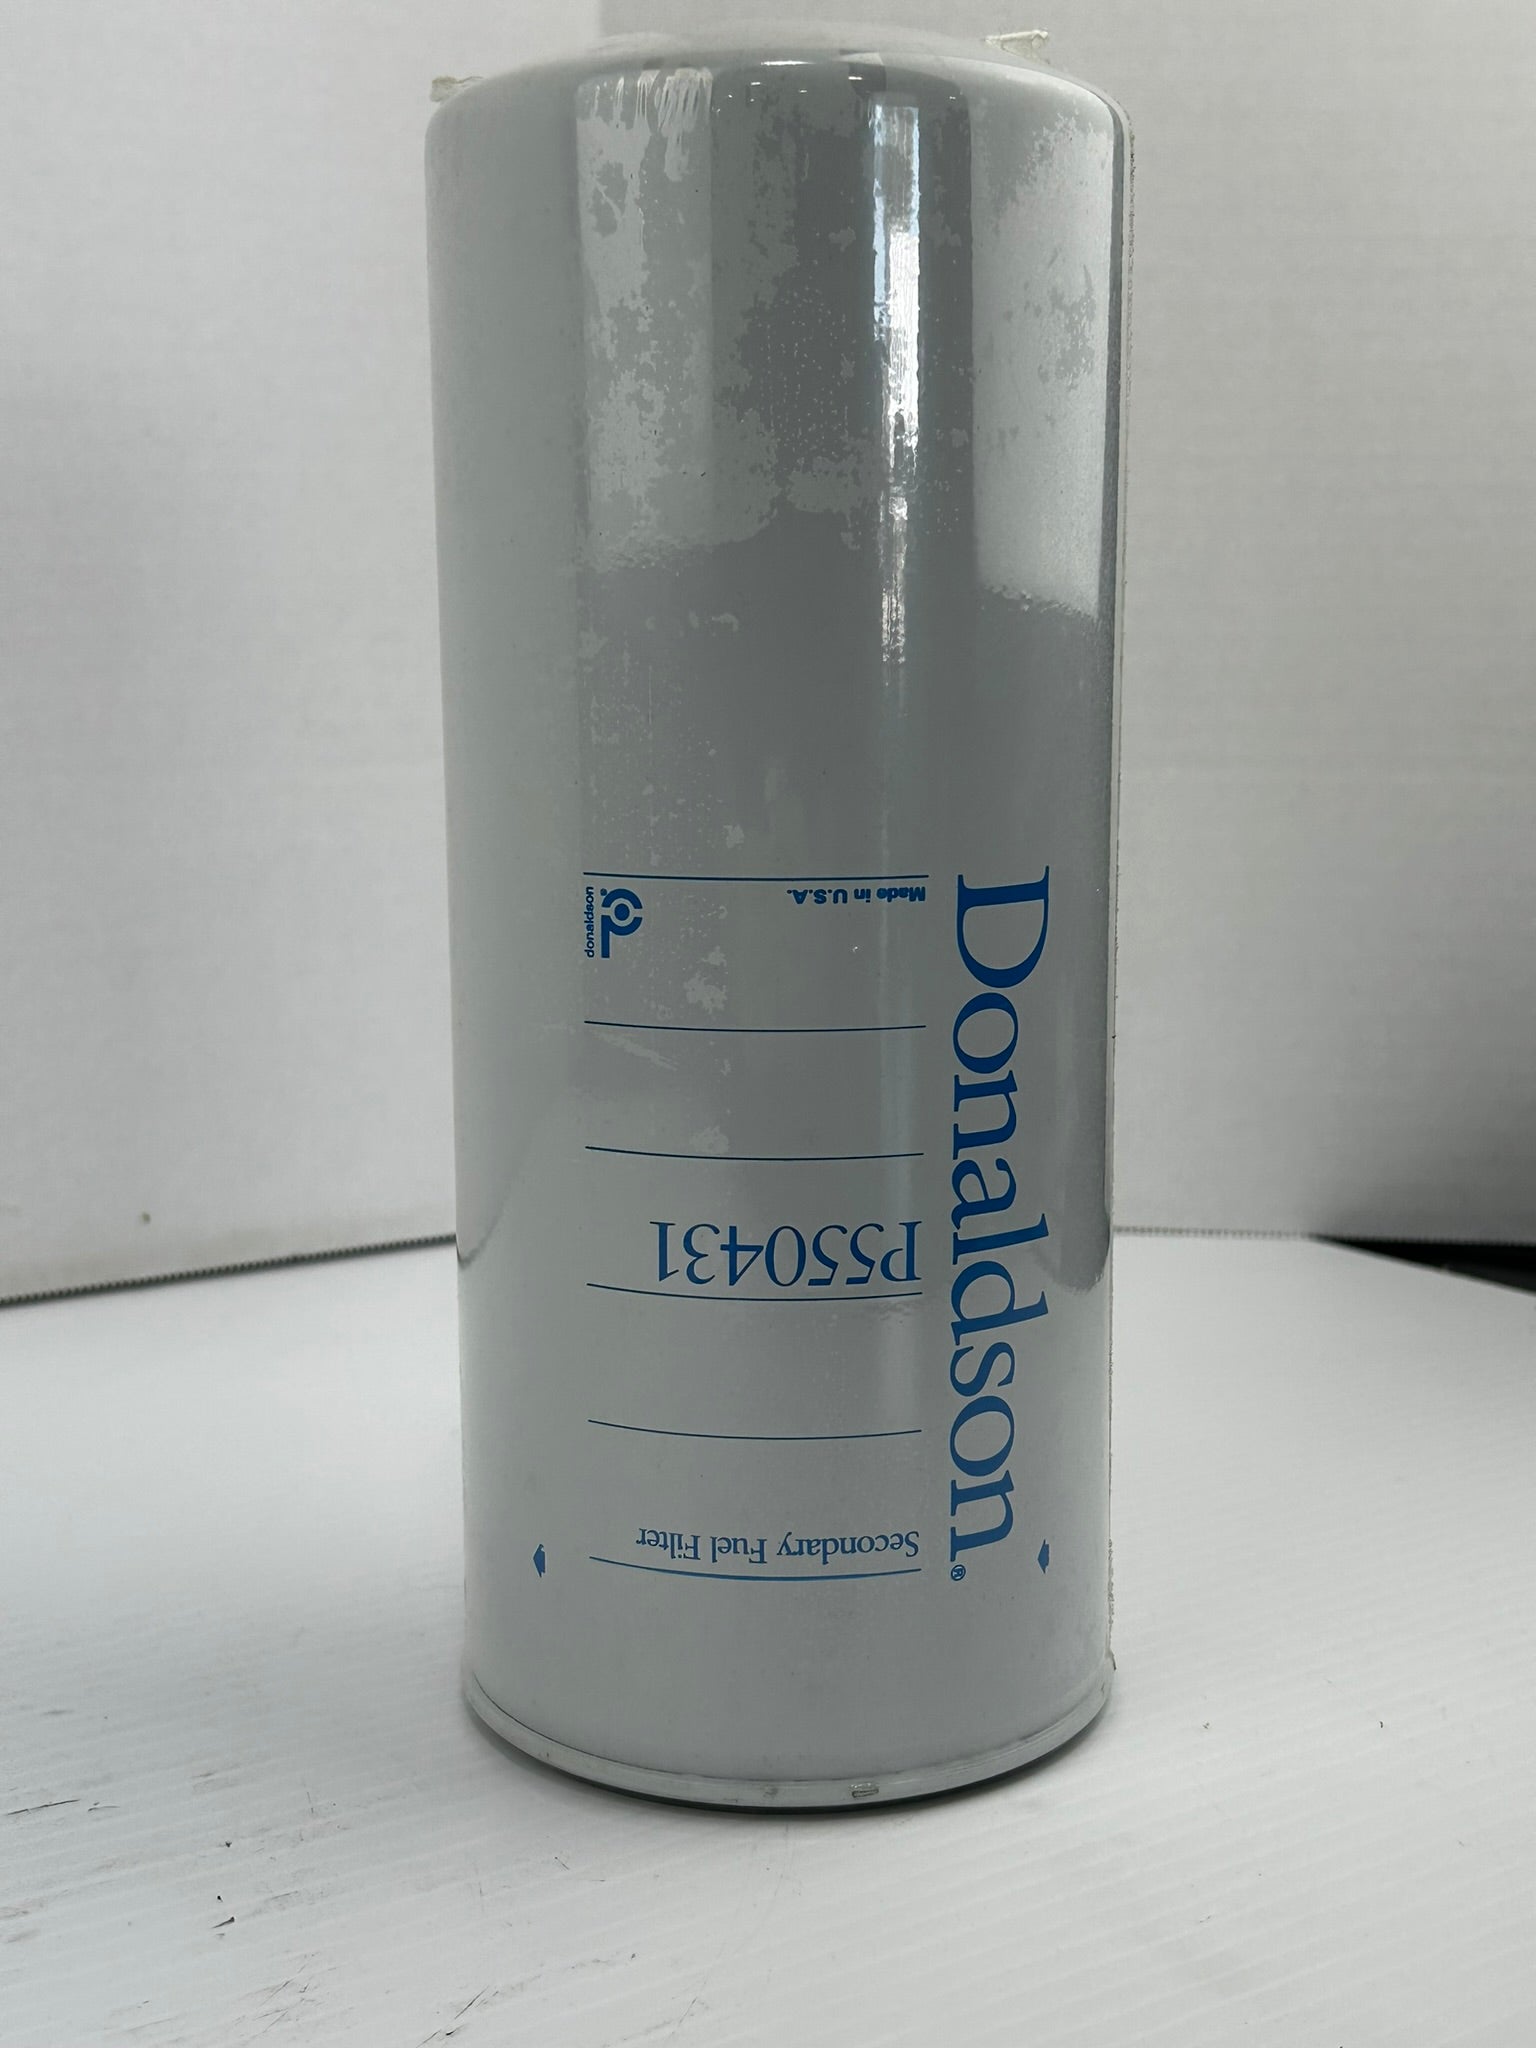 Donaldson®
Secondary Fuel Filter
P550431
Made in U.S.A.
donaldson®